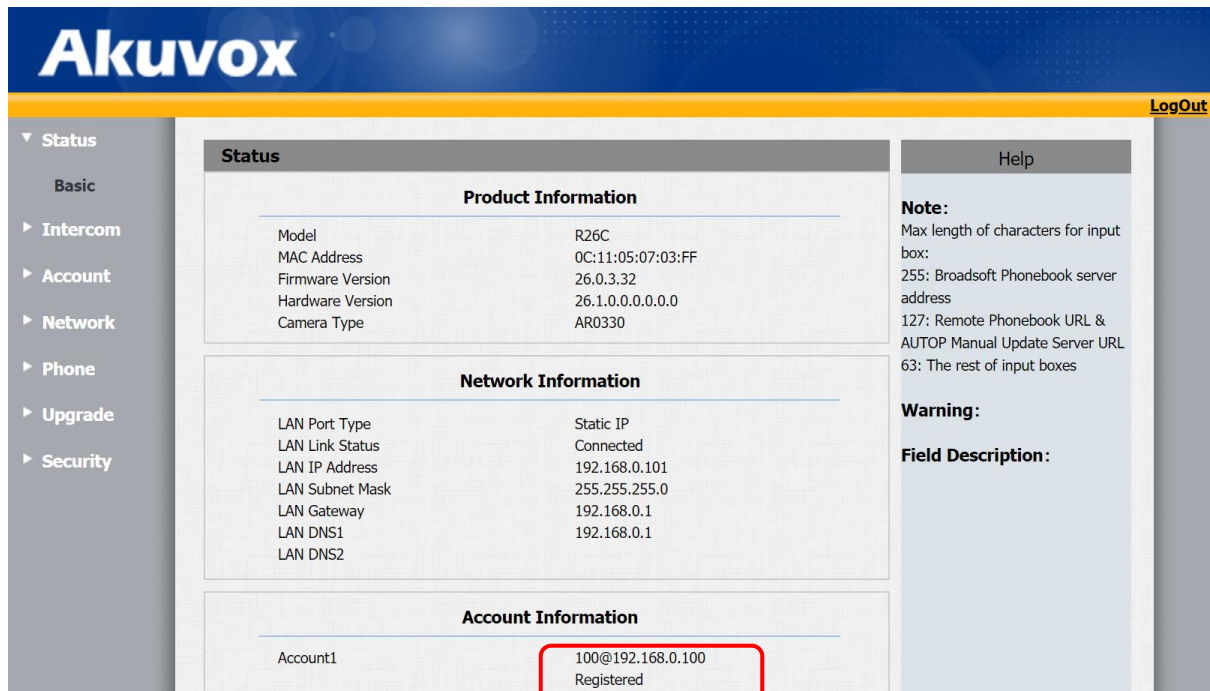 Akuvox
LogOut
Status
Basic
Intercom
Account
Network
Phone
Upgrade
Security
Status
Product Information
Model R26C
MAC Address 0C:11:05:07:03:FF
Firmware Version 26.0.3.32
Hardware Version 26.1.0.0.0.0.0.0
Camera Type AR0330
Network Information
LAN Port Type Static IP
LAN Link Status Connected
LAN IP Address 192.168.0.101
LAN Subnet Mask 255.255.255.0
LAN Gateway 192.168.0.1
LAN DNS1 192.168.0.1
LAN DNS2
Account Information
Account1 100@192.168.0.100
Registered
Help
Note:
Max length of characters for input
box:
255: Broadsoft Phonebook server
address
127: Remote Phonebook URL &
AUTOP Manual Update Server URL
63: The rest of input boxes
Warning:
Field Description: